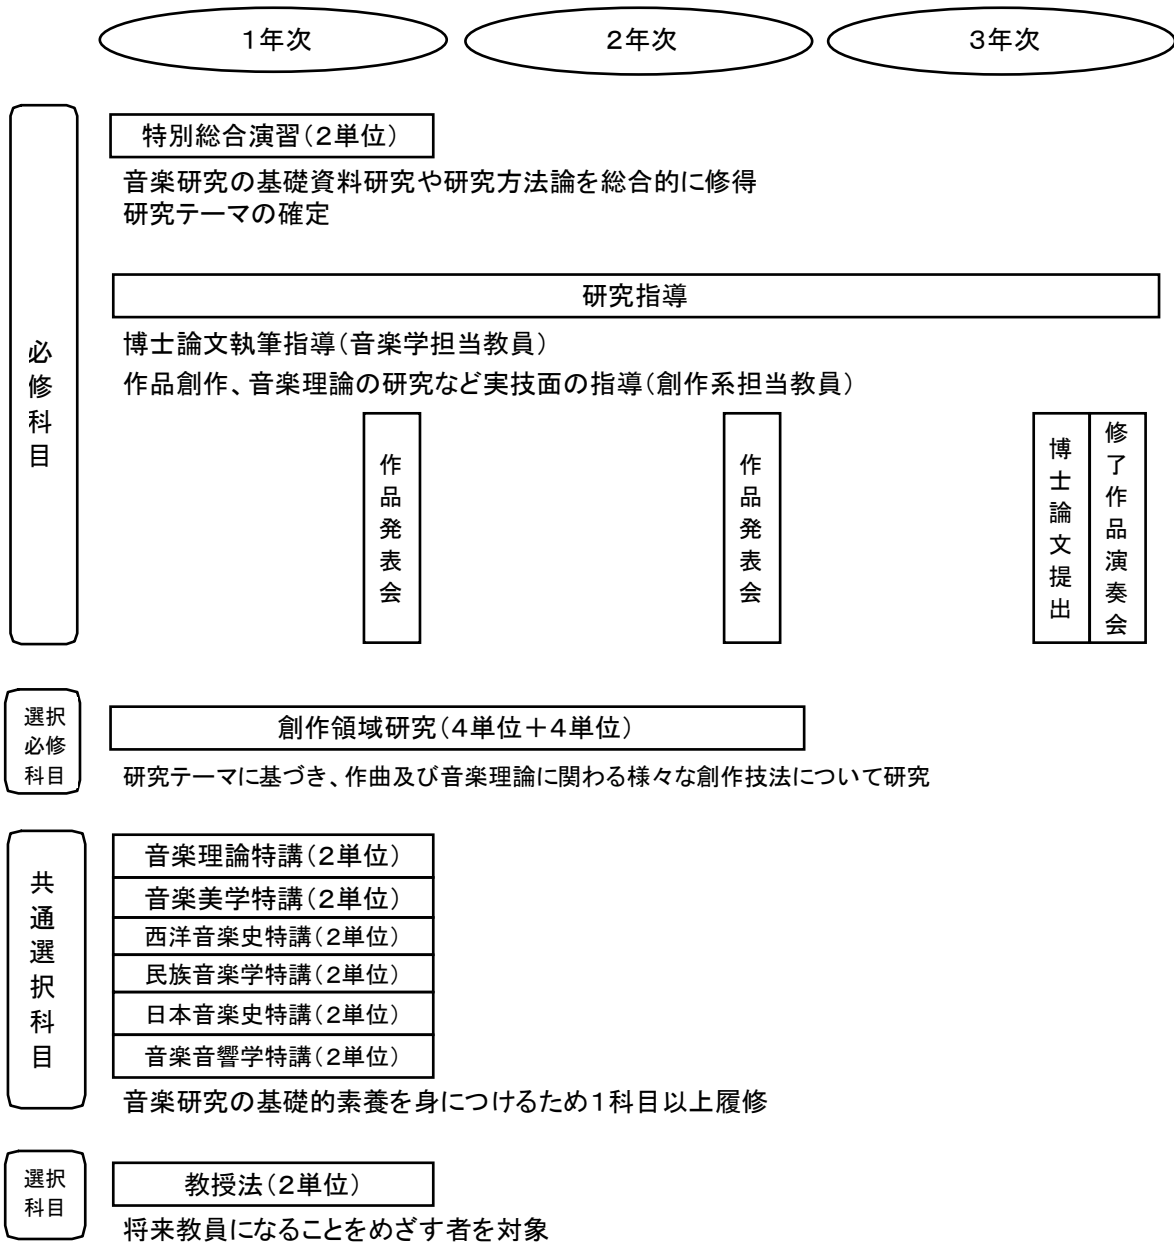 1年次
2年次
3年次
必修科目
特別総合演習(2単位)
音楽研究の基礎資料研究や研究方法論を総合的に修得
研究テーマの確定
研究指導
博士論文執筆指導(音楽学担当教員)
作品創作、音楽理論の研究など実技面の指導(創作系担当教員)
作品発表会
作品発表会
博士論文提出
修了作品演奏会
選択
必修
科目
創作領域研究(4単位+4単位)
研究テーマに基づき、作曲及び音楽理論に関わる様々な創作技法について研究
共通選択科目
音楽理論特講(2単位)
音楽美学特講(2単位)
西洋音楽史特講(2単位)
民族音楽学特講(2単位)
日本音楽史特講(2単位)
音楽音響学特講(2単位)
音楽研究の基礎的素養を身につけるため1科目以上履修
選択
科目
教授法(2単位)
将来教員になることをめざす者を対象